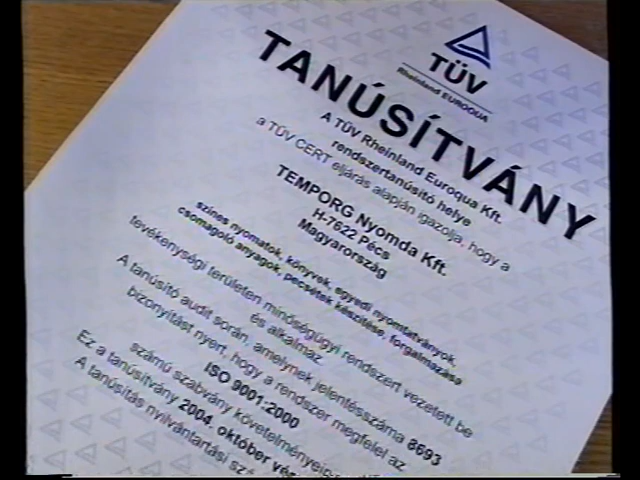 TÜV
Rheinland EUROQUA
TANÚSÍTVÁNY
A TÜV Rheinland Euroqua Kft.
rendszertanúsító helye
a TÜV CERT eljárás alapján igazolja, hogy a
TEMPORG Nyomda Kft.
H-7622 Pécs
Magyarország
színes nyomatok, könyvek, egyedi nyomtatványok,
csomagoló anyagok, pecsétek készítése, forgalmazása
tevékenységi területen minőségügyi rendszert vezetett be
és alkalmaz.
A tanúsító audit során, amelynek jelentésszáma 8693
bizonyítást nyert, hogy a rendszer megfelel az
ISO 9001:2000
számú szabvány követelményeinek
Ez a tanúsítvány 2004. október
A tanúsítás nyilvántartási